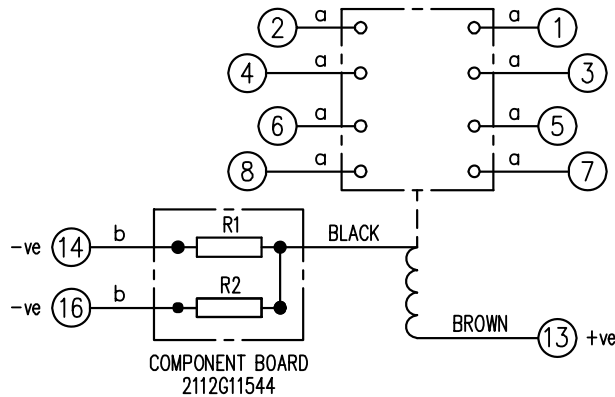 2 a a 1
4 a a 3
6 a a 5
8 a a 7
-ve 14 b R1 BLACK
-ve 16 b R2
BROWN 13 +ve
COMPONENT BOARD
2112G11544